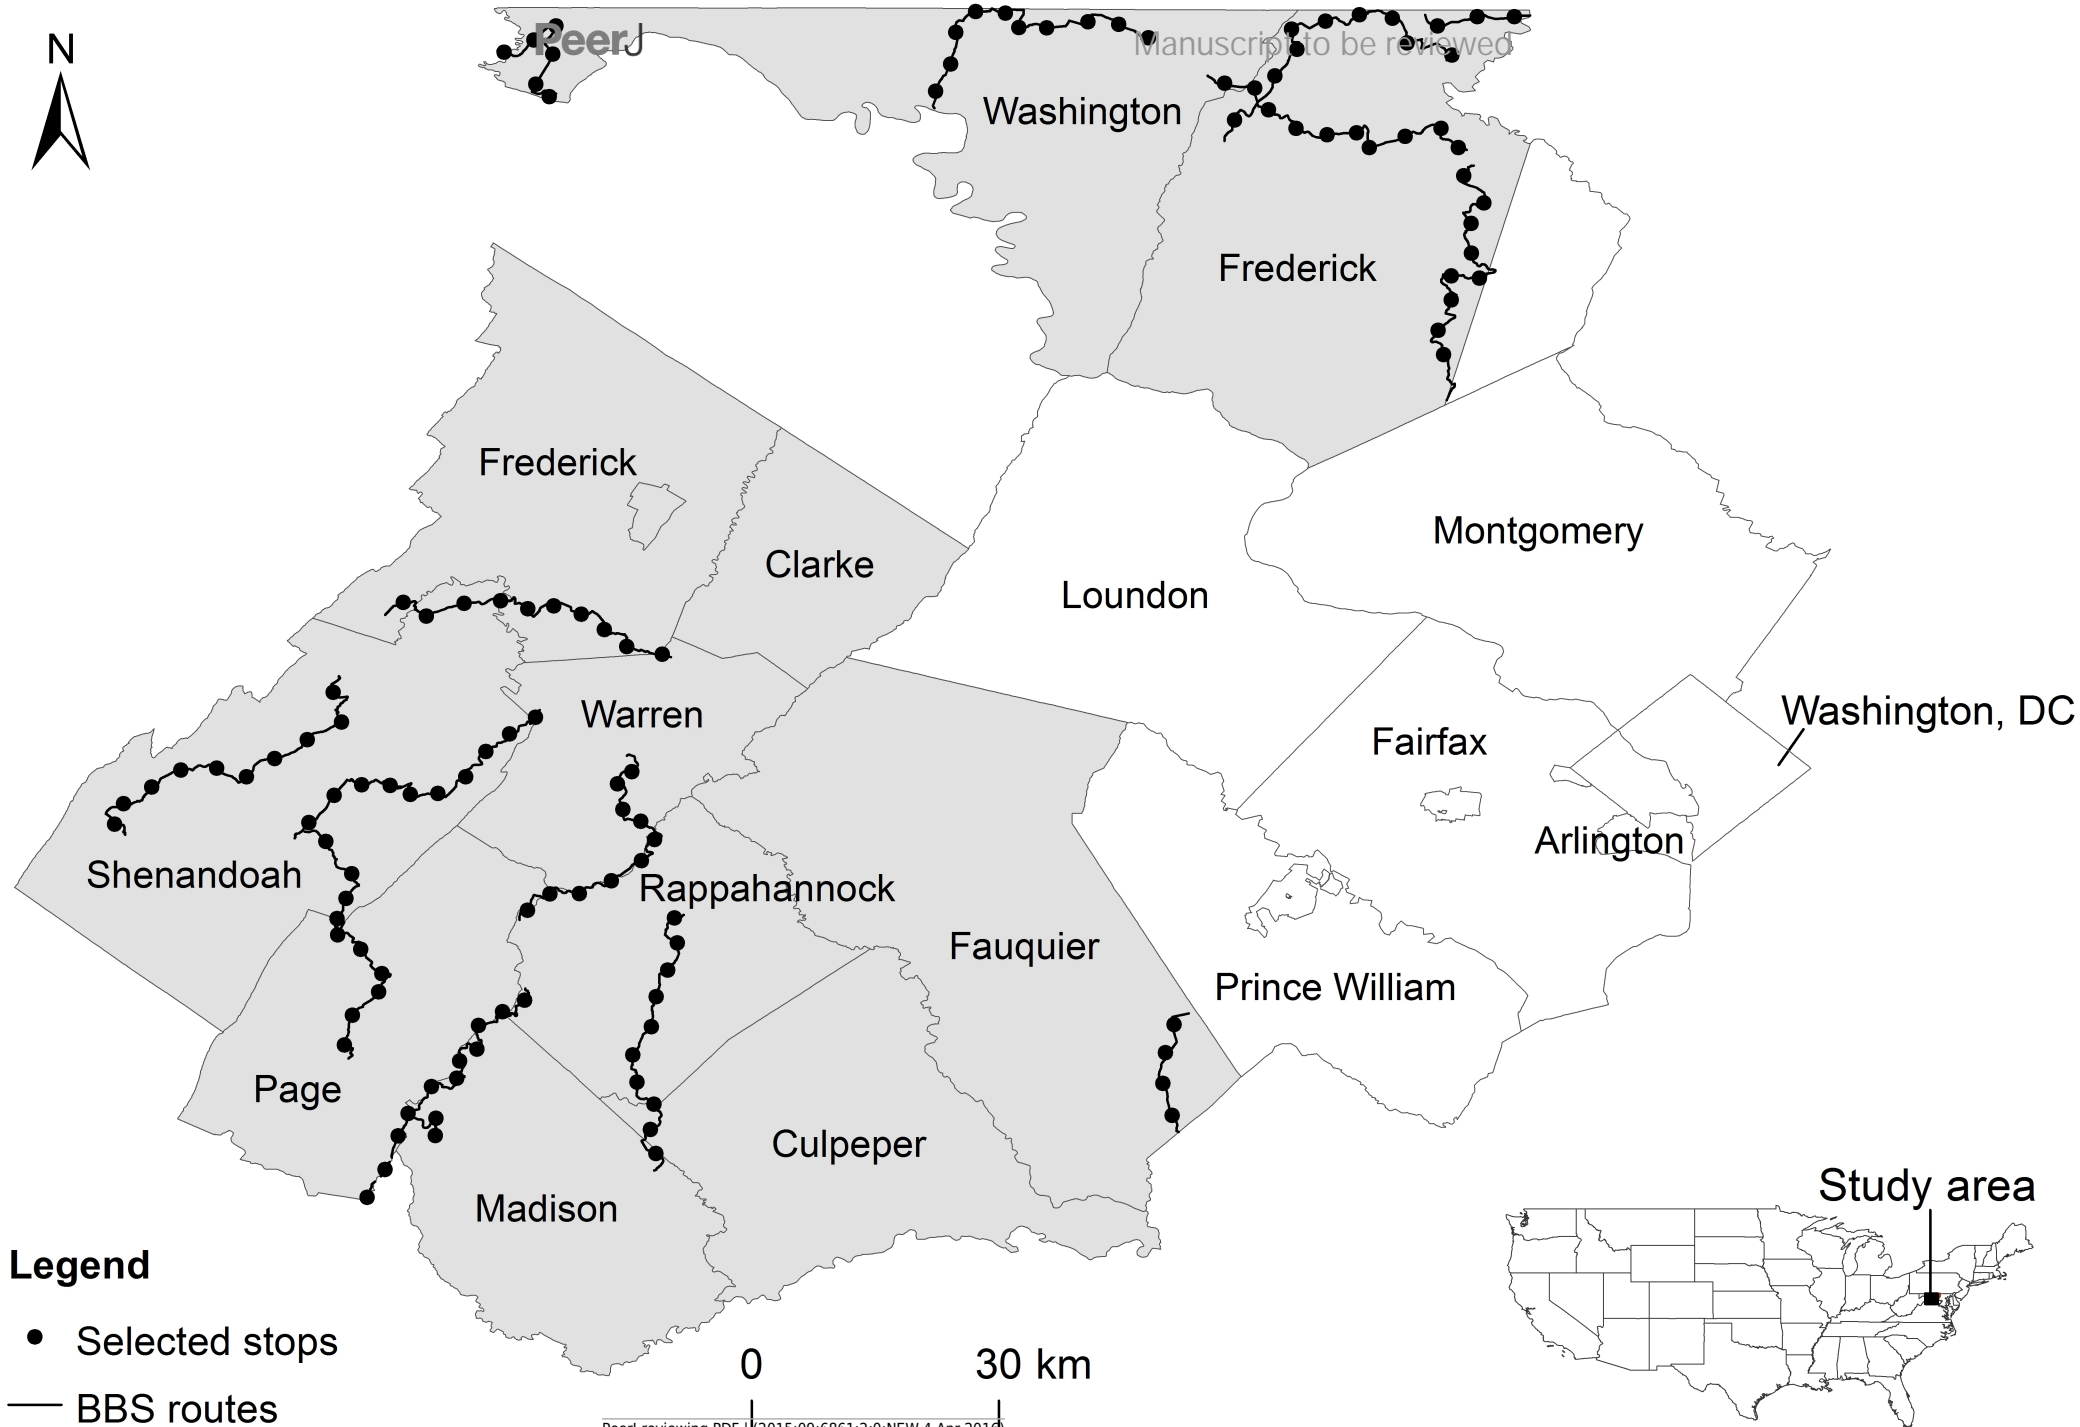 N
PeerJ
Manuscript to be reviewed
Washington
Frederick
Frederick
Clarke
Montgomery
Loundon
Warren
Washington, DC
Fairfax
Arlington
Shenandoah
Rappahannock
Fauquier
Prince William
Page
Culpeper
Madison
Study area
Legend
Selected stops
BBS routes
0 30 km